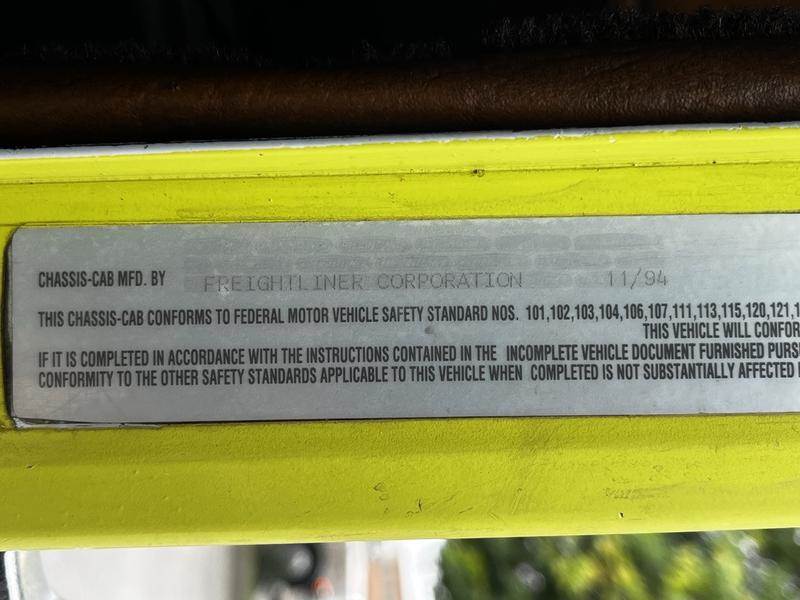 CHASSIS-CAB MFD. BY FREIGHTLINER CORPORATION 11/94
THIS CHASSIS-CAB CONFORMS TO FEDERAL MOTOR VEHICLE SAFETY STANDARD NOS. 101,102,103,104,106,107,111,113,115,120,121,1
THIS VEHICLE WILL CONFOR
IF IT IS COMPLETED IN ACCORDANCE WITH THE INSTRUCTIONS CONTAINED IN THE INCOMPLETE VEHICLE DOCUMENT FURNISHED PURS
CONFORMITY TO THE OTHER SAFETY STANDARDS APPLICABLE TO THIS VEHICLE WHEN COMPLETED IS NOT SUBSTANTIALLY AFFECTED